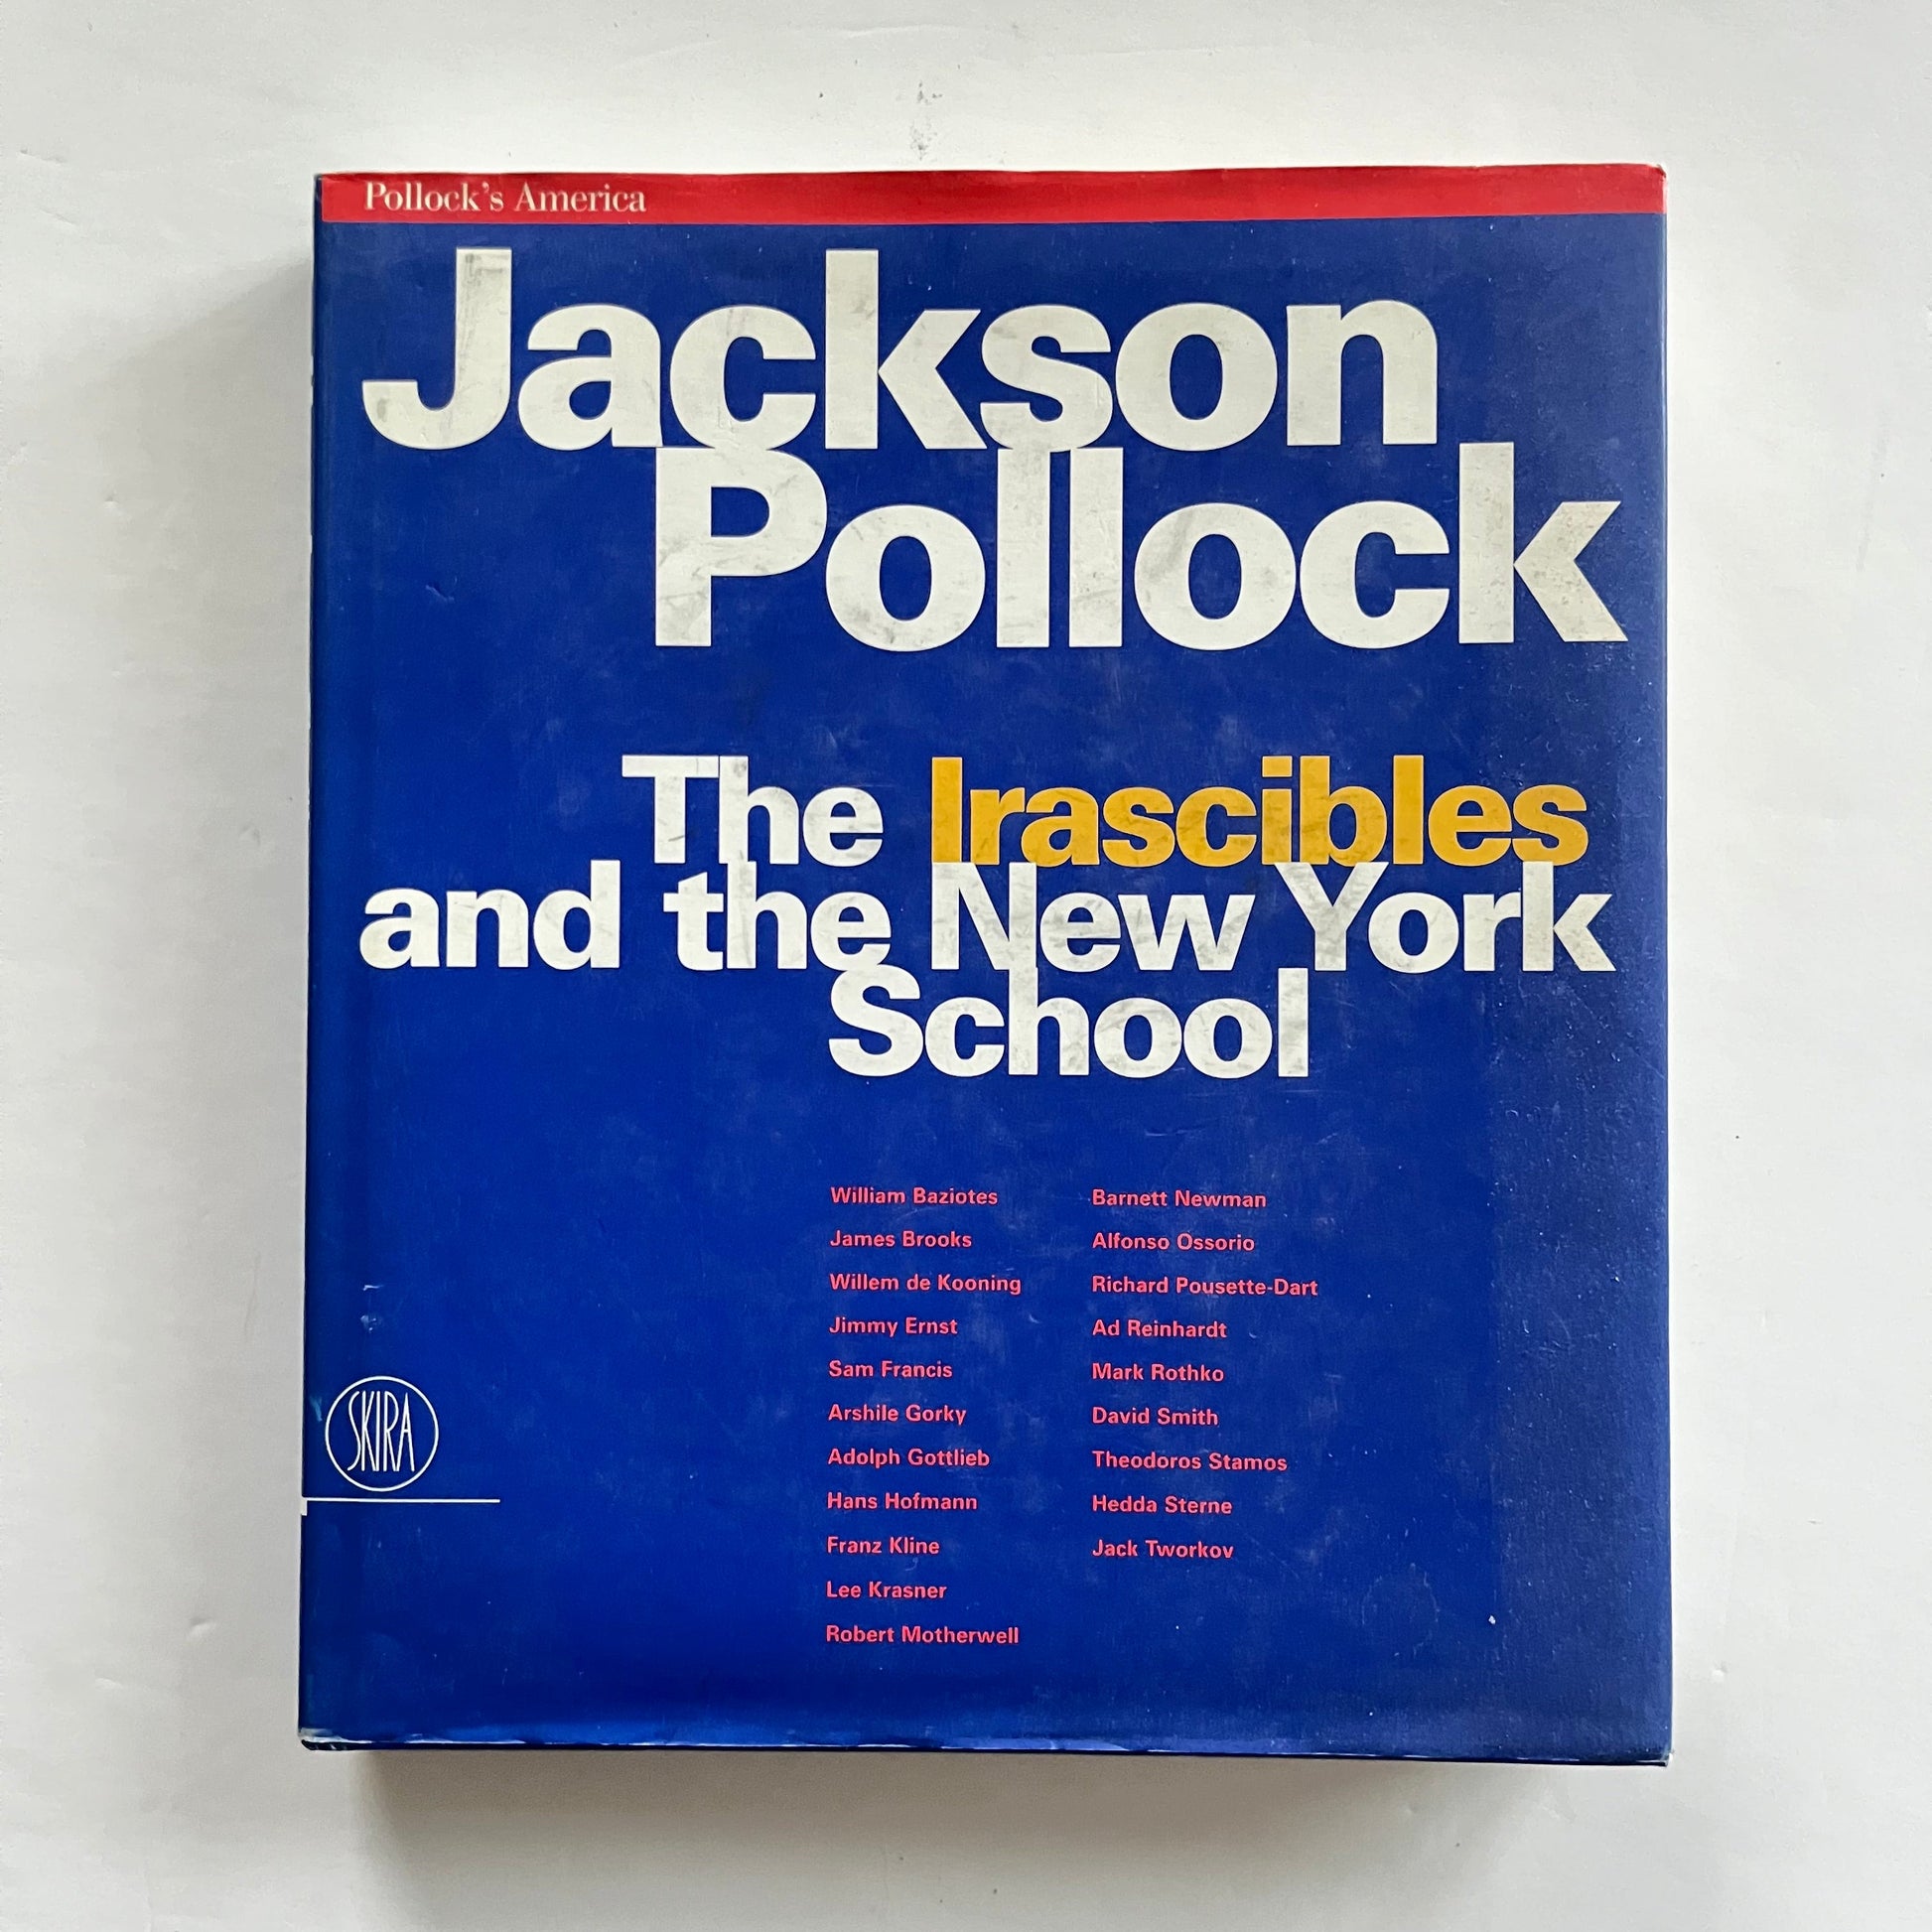 Pollock's America
Jackson
Pollock
The Irascibles
and the New York
School
William Baziotes
James Brooks
Willem de Kooning
Jimmy Ernst
Sam Francis
Arshile Gorky
Adolph Gottlieb
Hans Hofmann
Franz Kline
Lee Krasner
Robert Motherwell
Barnett Newman
Alfonso Ossorio
Richard Pousette-Dart
Ad Reinhardt
Mark Rothko
David Smith
Theodoros Stamos
Hedda Sterne
Jack Tworkov
SKIRA